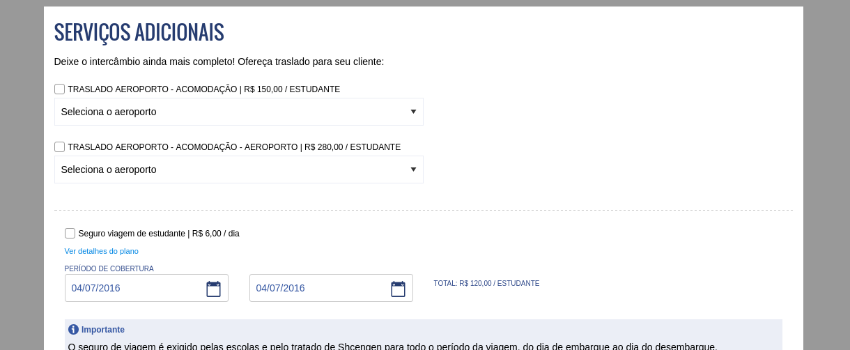 SERVIÇOS ADICIONAIS
Deixe o intercâmbio ainda mais completo! Ofereça traslado para seu cliente:
TRASLADO AEROPORTO - ACOMODAÇÃO | R$ 150,00 / ESTUDANTE
Seleciona o aeroporto
TRASLADO AEROPORTO - ACOMODAÇÃO - AEROPORTO | R$ 280,00 / ESTUDANTE
Seleciona o aeroporto
Seguro viagem de estudante | R$ 6,00 / dia
Ver detalhes do plano
PERÍODO DE COBERTURA
04/07/2016 04/07/2016 TOTAL: R$ 120,00 / ESTUDANTE
Importante
O seguro de viagem é exigido pelas escolas e pelo tratado de Shcengen para todo o período da viagem, do dia de embarque ao dia do desembarque.